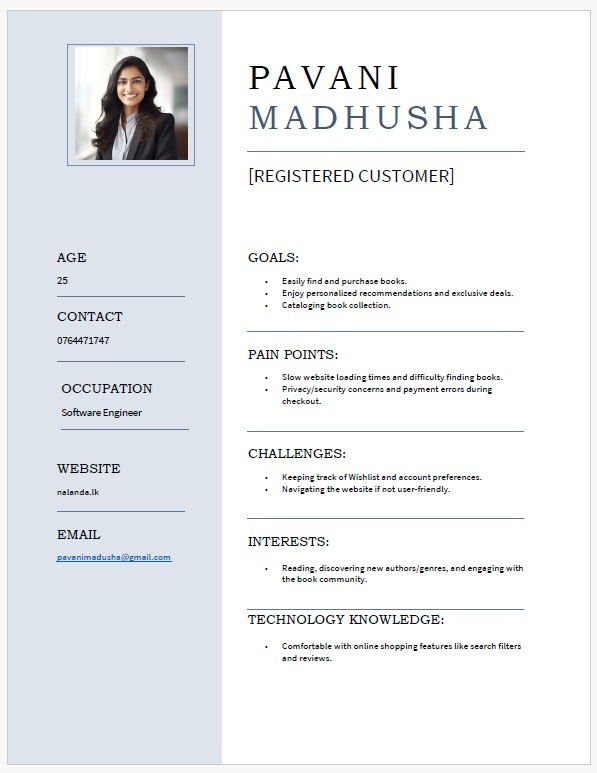 PAVANI
MADHUSHA
[REGISTERED CUSTOMER]
AGE
25
CONTACT
0764471747
OCCUPATION
Software Engineer
WEBSITE
nalanda.lk
EMAIL
pavanimadusha@gmail.com
GOALS:
• Easily find and purchase books.
• Enjoy personalized recommendations and exclusive deals.
• Cataloging book collection.
PAIN POINTS:
• Slow website loading times and difficulty finding books.
• Privacy/security concerns and payment errors during
checkout.
CHALLENGES:
• Keeping track of Wishlist and account preferences.
• Navigating the website if not user-friendly.
INTERESTS:
• Reading, discovering new authors/genres, and engaging with
the book community.
TECHNOLOGY KNOWLEDGE:
• Comfortable with online shopping features like search filters
and reviews.